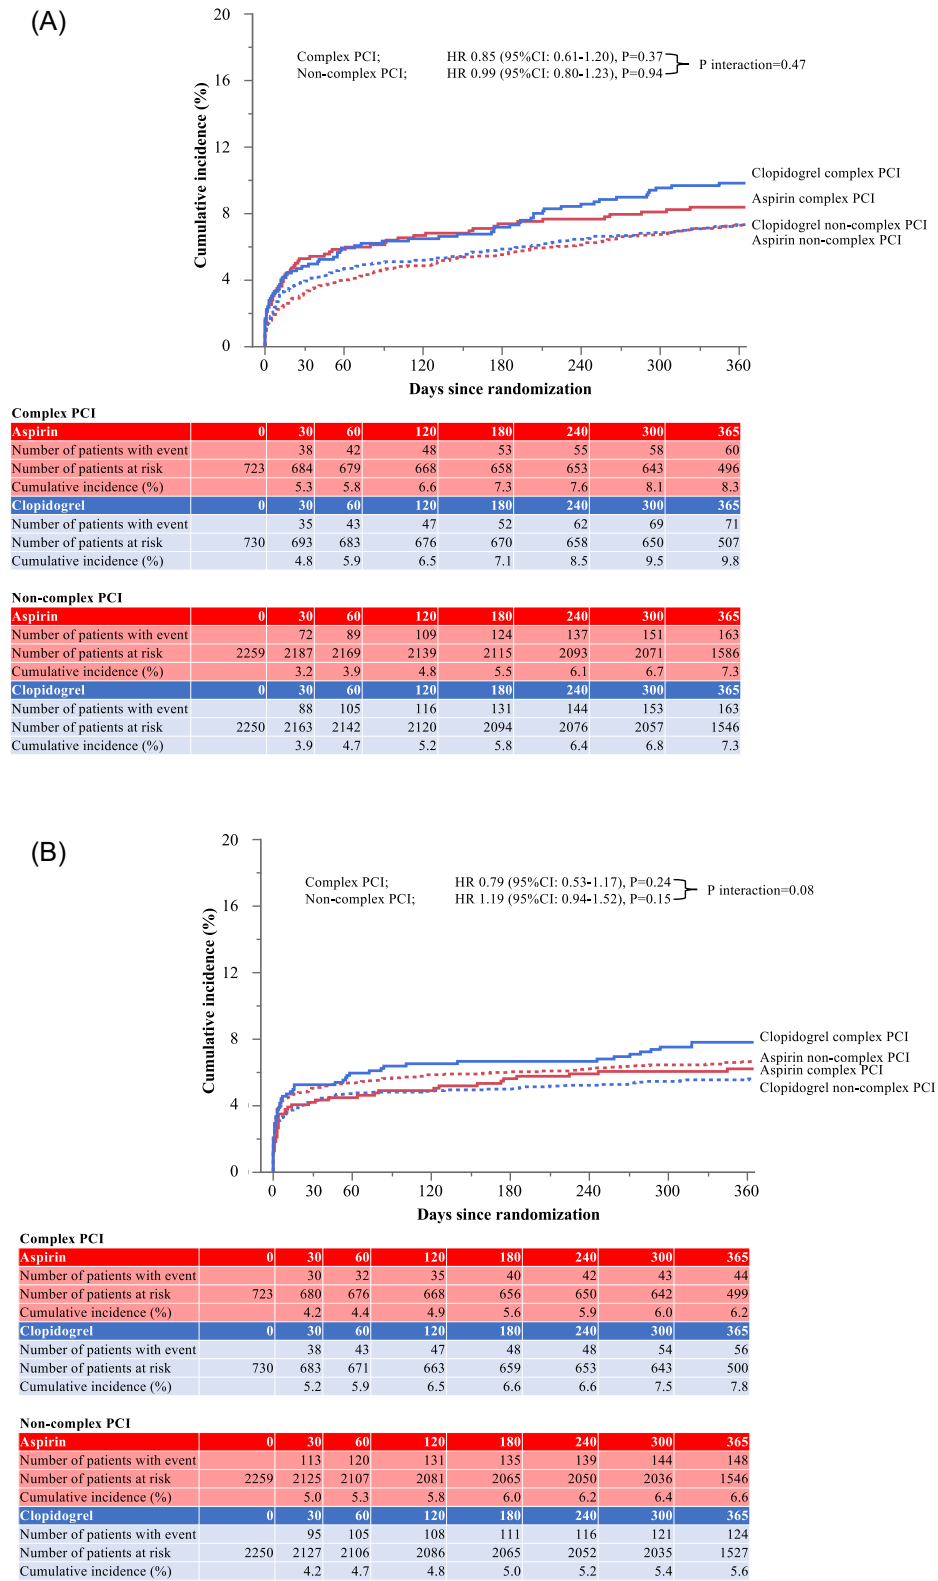 (A)
20
16
12
8
4
0
Cumulative incidence (%)
Complex PCI; HR 0.85 (95%CI: 0.61-1.20), P=0.37
Non-complex PCI; HR 0.99 (95%CI: 0.80-1.23), P=0.94
P interaction=0.47
Clopidogrel complex PCI
Aspirin complex PCI
Clopidogrel non-complex PCI
Aspirin non-complex PCI
0 30 60 120 180 240 300 360
Days since randomization
Complex PCI
Aspirin 0 30 60 120 180 240 300 365
Number of patients with event 38 42 48 53 55 58 60
Number of patients at risk 723 684 679 668 658 653 643 496
Cumulative incidence (%) 5.3 5.8 6.6 7.3 7.6 8.1 8.3
Clopidogrel 0 30 60 120 180 240 300 365
Number of patients with event 35 43 47 52 62 69 71
Number of patients at risk 730 693 683 676 670 658 650 507
Cumulative incidence (%) 4.8 5.9 6.5 7.1 8.5 9.5 9.8
Non-complex PCI
Aspirin 0 30 60 120 180 240 300 365
Number of patients with event 72 89 109 124 137 151 163
Number of patients at risk 2259 2187 2169 2139 2115 2093 2071 1586
Cumulative incidence (%) 3.2 3.9 4.8 5.5 6.1 6.7 7.3
Clopidogrel 0 30 60 120 180 240 300 365
Number of patients with event 88 105 116 131 144 153 163
Number of patients at risk 2250 2163 2142 2120 2094 2076 2057 1546
Cumulative incidence (%) 3.9 4.7 5.2 5.8 6.4 6.8 7.3
(B)
20
16
12
8
4
0
Cumulative incidence (%)
Complex PCI; HR 0.79 (95%CI: 0.53-1.17), P=0.24
Non-complex PCI; HR 1.19 (95%CI: 0.94-1.52), P=0.15
P interaction=0.08
Clopidogrel complex PCI
Aspirin non-complex PCI
Aspirin complex PCI
Clopidogrel non-complex PCI
0 30 60 120 180 240 300 360
Days since randomization
Complex PCI
Aspirin 0 30 60 120 180 240 300 365
Number of patients with event 30 32 35 40 42 43 44
Number of patients at risk 723 680 676 668 656 650 642 499
Cumulative incidence (%) 4.2 4.4 4.9 5.6 5.9 6.0 6.2
Clopidogrel 0 30 60 120 180 240 300 365
Number of patients with event 38 43 47 48 48 54 56
Number of patients at risk 730 683 671 663 659 653 643 500
Cumulative incidence (%) 5.2 5.9 6.5 6.6 6.6 7.5 7.8
Non-complex PCI
Aspirin 0 30 60 120 180 240 300 365
Number of patients with event 113 120 131 135 139 144 148
Number of patients at risk 2259 2125 2107 2081 2065 2050 2036 1546
Cumulative incidence (%) 5.0 5.3 5.8 6.0 6.2 6.4 6.6
Clopidogrel 0 30 60 120 180 240 300 365
Number of patients with event 95 105 108 111 116 121 124
Number of patients at risk 2250 2127 2106 2086 2065 2052 2035 1527
Cumulative incidence (%) 4.2 4.7 4.8 5.0 5.2 5.4 5.6